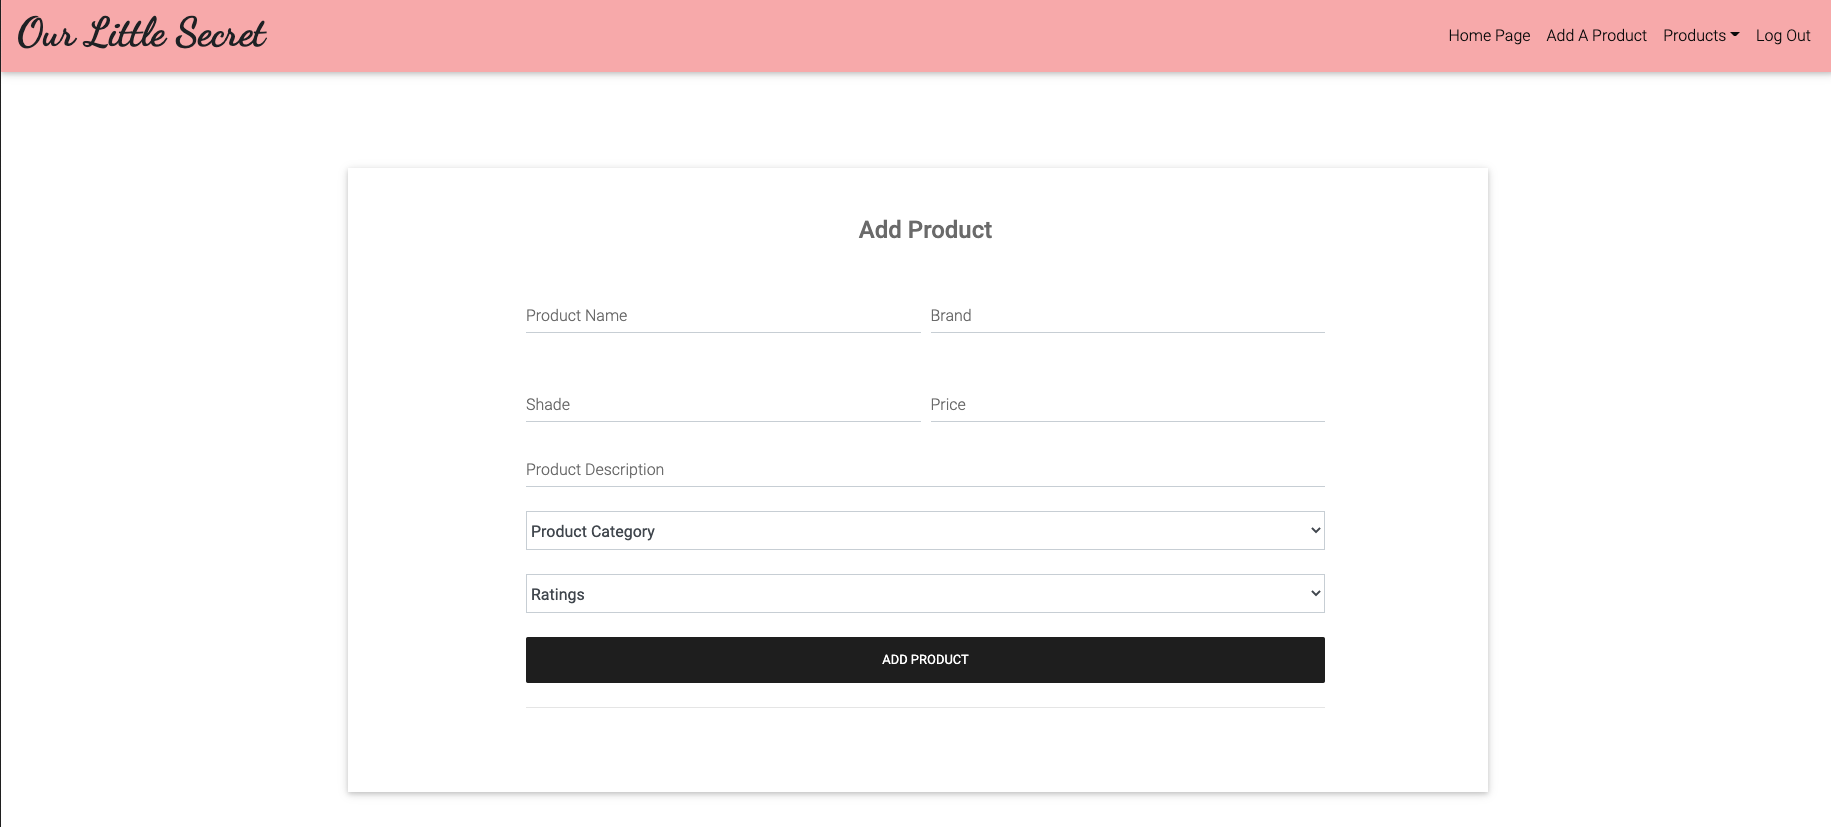 Our Little Secret
Home Page Add A Product Products Log Out
Add Product
Product Name Brand
Shade Price
Product Description
Product Category
Ratings
ADD PRODUCT